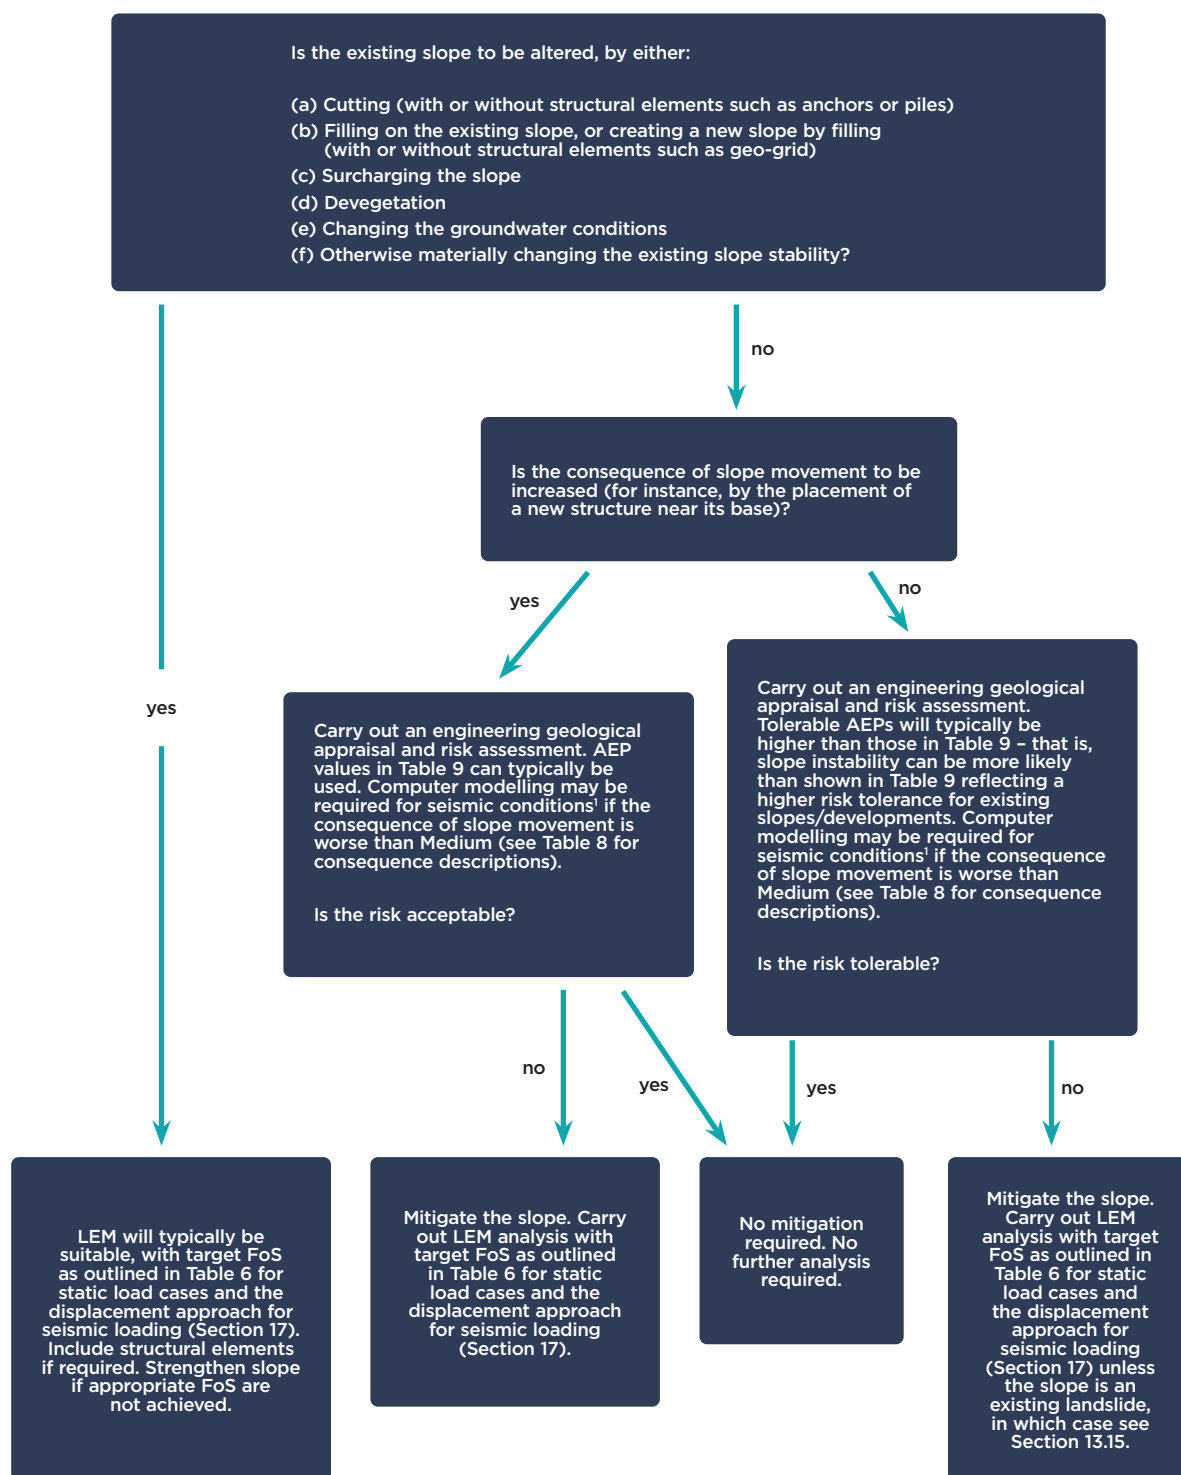 Is the existing slope to be altered, by either:
(a) Cutting (with or without structural elements such as anchors or piles)
(b) Filling on the existing slope, or creating a new slope by filling
(with or without structural elements such as geo-grid)
(c) Surcharging the slope
(d) Devegetation
(e) Changing the groundwater conditions
(f) Otherwise materially changing the existing slope stability?
no
Is the consequence of slope movement to be
increased (for instance, by the placement of
a new structure near its base)?
yes
no
yes
Carry out an engineering geological
appraisal and risk assessment. AEP
values in Table 9 can typically be
used. Computer modelling may be
required for seismic conditions¹ if the
consequence of slope movement is
worse than Medium (see Table 8 for
consequence descriptions).
Is the risk acceptable?
Carry out an engineering geological
appraisal and risk assessment.
Tolerable AEPs will typically be
higher than those in Table 9 – that is,
slope instability can be more likely
than shown in Table 9 reflecting a
higher risk tolerance for existing
slopes/developments. Computer
modelling may be required for
seismic conditions¹ if the consequence
of slope movement is worse than
Medium (see Table 8 for consequence
descriptions).
Is the risk tolerable?
no
yes
yes
no
LEM will typically be
suitable, with target FoS
as outlined in Table 6 for
static load cases and the
displacement approach for
seismic loading (Section 17).
Include structural elements
if required. Strengthen slope
if appropriate FoS are
not achieved.
Mitigate the slope. Carry
out LEM analysis with
target FoS as outlined
in Table 6 for static
load cases and the
displacement approach
for seismic loading
(Section 17).
No mitigation
required. No
further analysis
required.
Mitigate the slope.
Carry out LEM
analysis with target
FoS as outlined in
Table 6 for static
load cases and
the displacement
approach for
seismic loading
(Section 17) unless
the slope is an
existing landslide,
in which case see
Section 13.15.